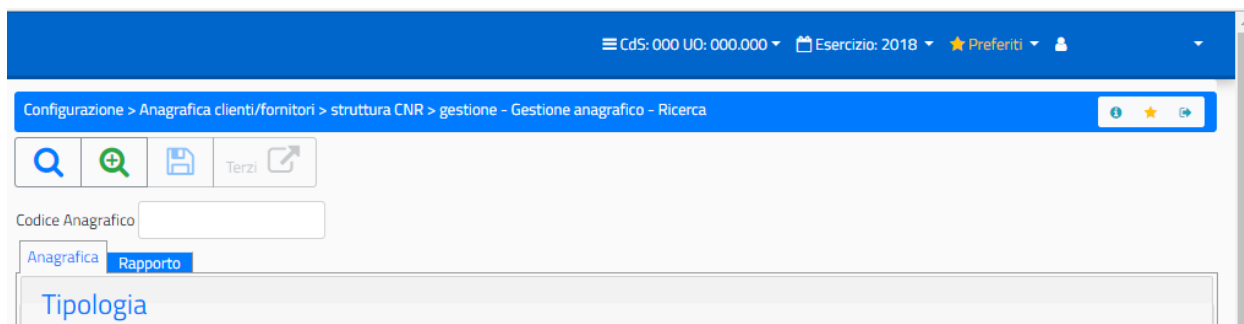 CdS: 000 UO: 000.000 Esercizio: 2018 Preferiti
Configurazione > Anagrafica clienti/fornitori > struttura CNR > gestione - Gestione anagrafico - Ricerca
Terzi
Codice Anagrafico
Anagrafica Rapporto
Tipologia